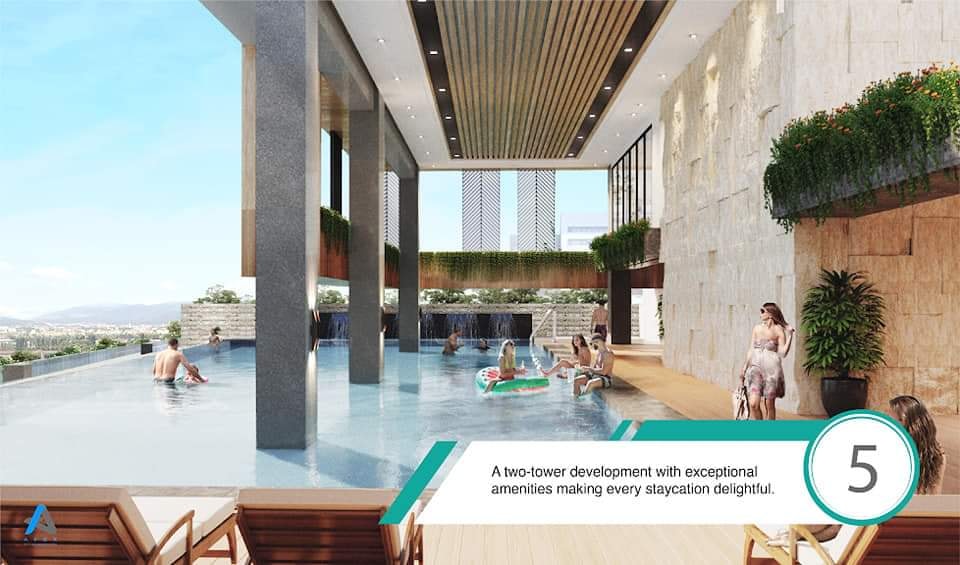 A two-tower development with exceptional
amenities making every staycation delightful.
5